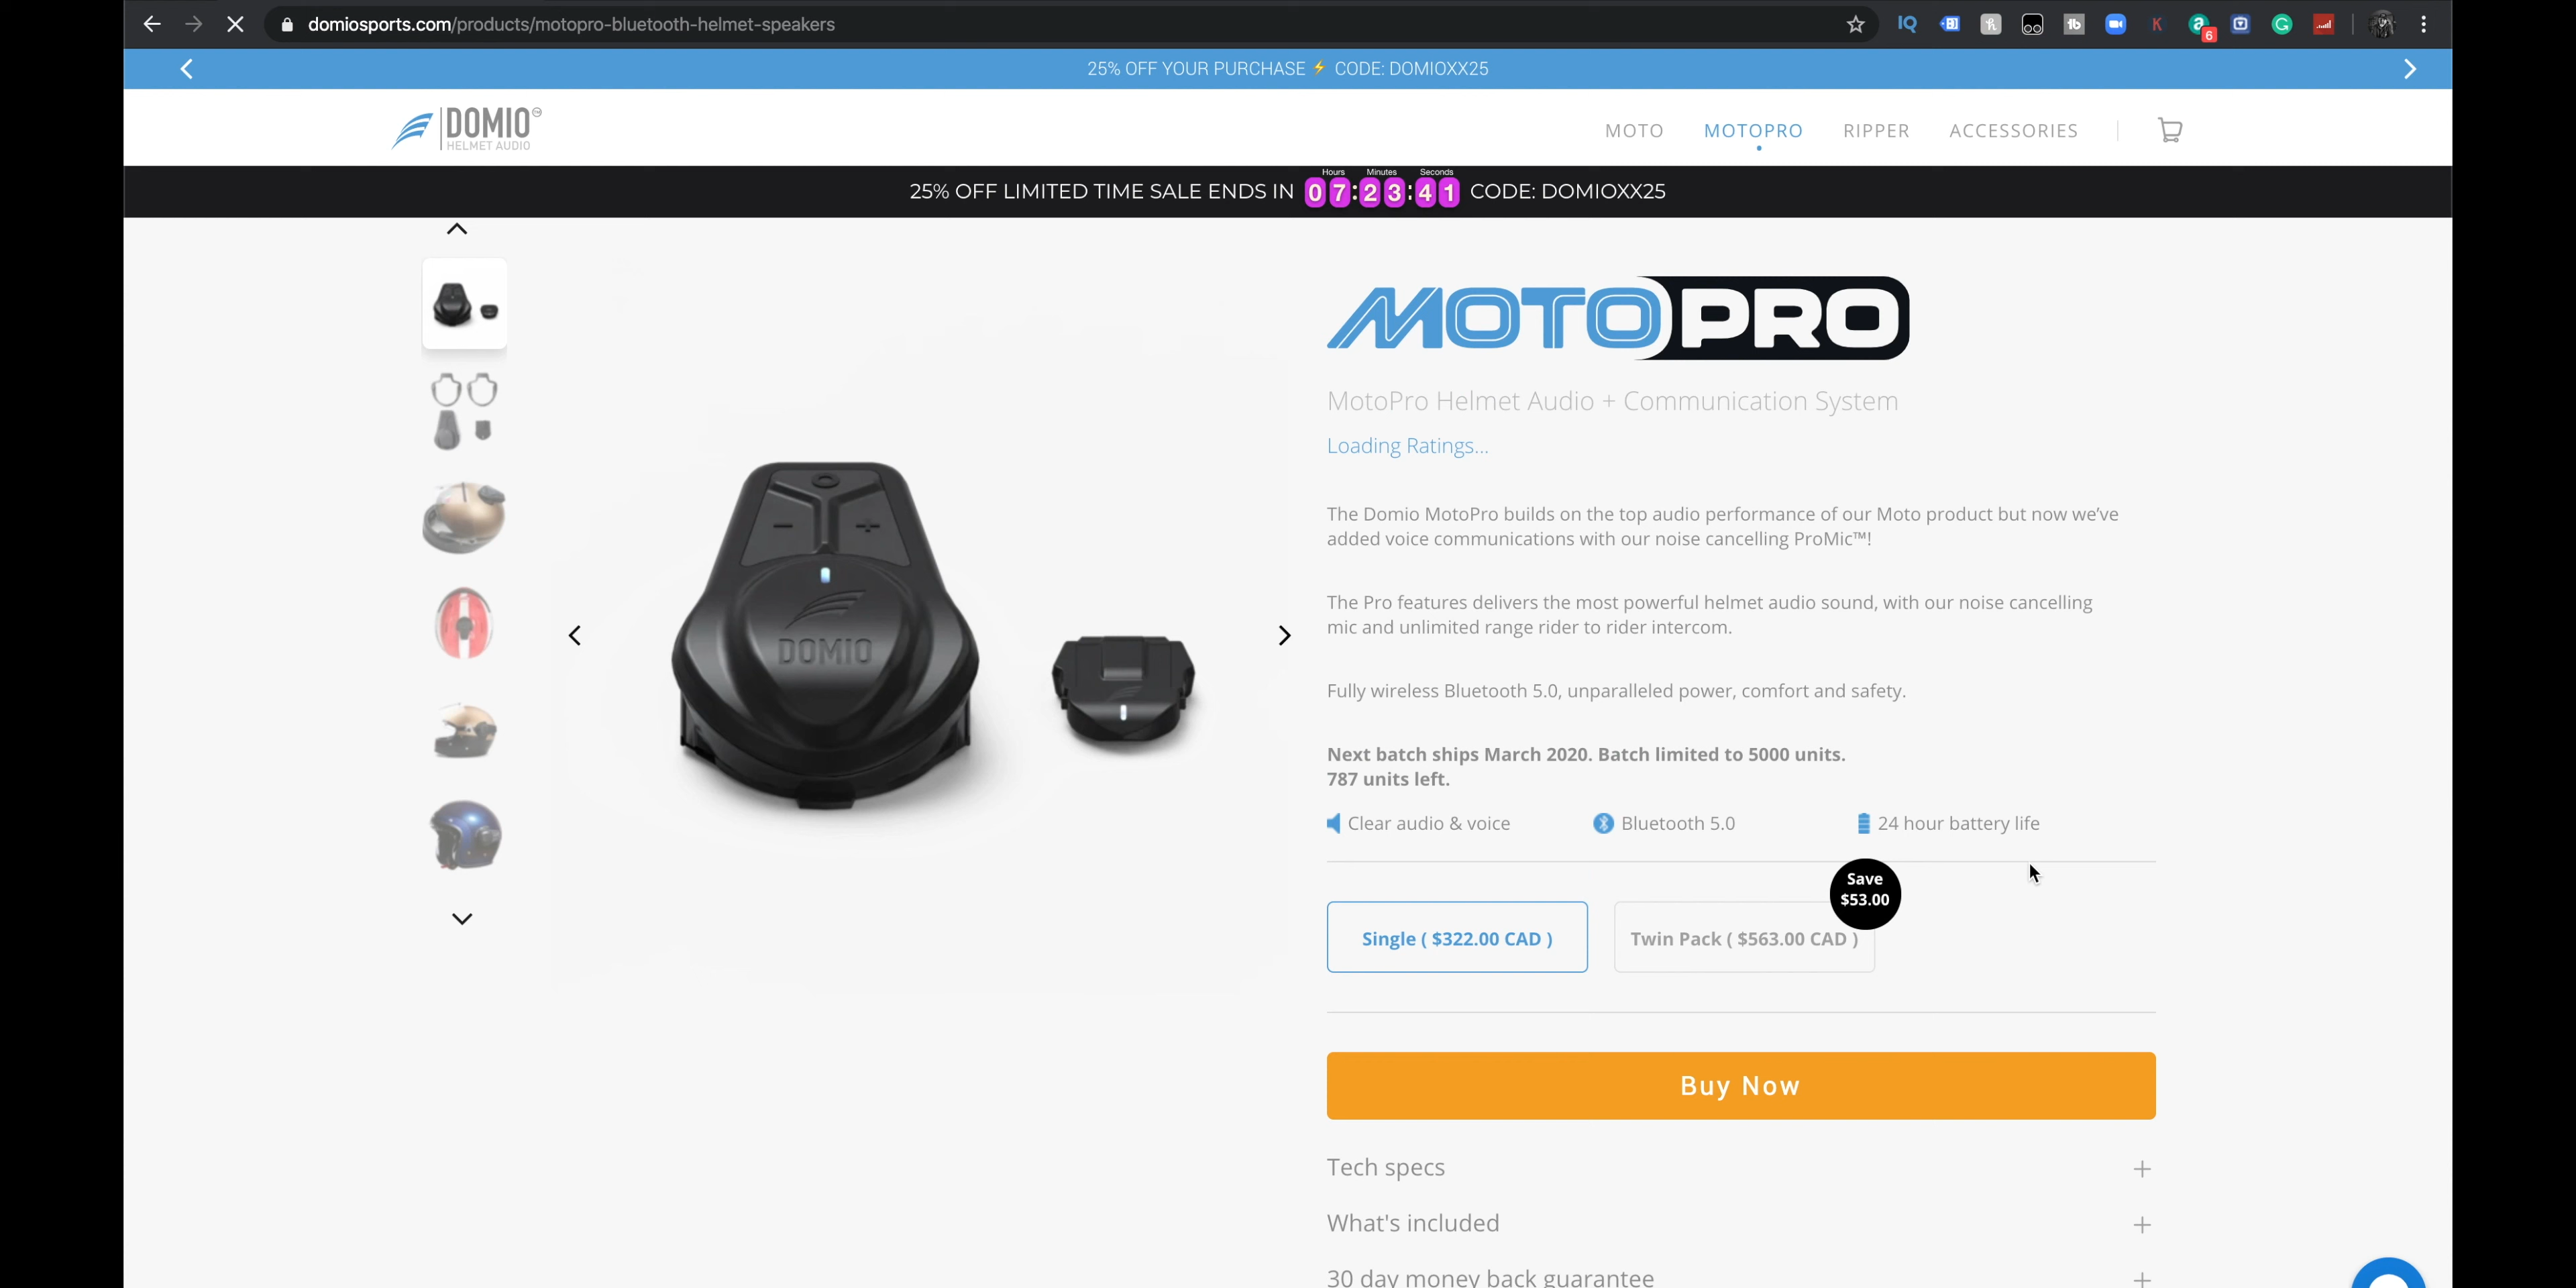 domiosports.com/products/motopro-bluetooth-helmet-speakers
6
25% OFF YOUR PURCHASE ⚡ CODE: DOMIOXX25
DOMIO
HELMET AUDIO
MOTO
MOTOPRO
RIPPER
ACCESSORIES
Hours Minutes Seconds
25% OFF LIMITED TIME SALE ENDS IN 07:23:41 CODE: DOMIOXX25
MOTOPRO
MotoPro Helmet Audio + Communication System
Loading Ratings...
The Domio MotoPro builds on the top audio performance of our Moto product but now we’ve
added voice communications with our noise cancelling ProMic™!
The Pro features delivers the most powerful helmet audio sound, with our noise cancelling
mic and unlimited range rider to rider intercom.
Fully wireless Bluetooth 5.0, unparalleled power, comfort and safety.
Next batch ships March 2020. Batch limited to 5000 units.
787 units left.
Clear audio & voice
Bluetooth 5.0
24 hour battery life
Save
$53.00
Single ( $322.00 CAD )
Twin Pack ( $563.00 CAD )
Buy Now
Tech specs +
What's included +
30 day money back guarantee +
DOMIO